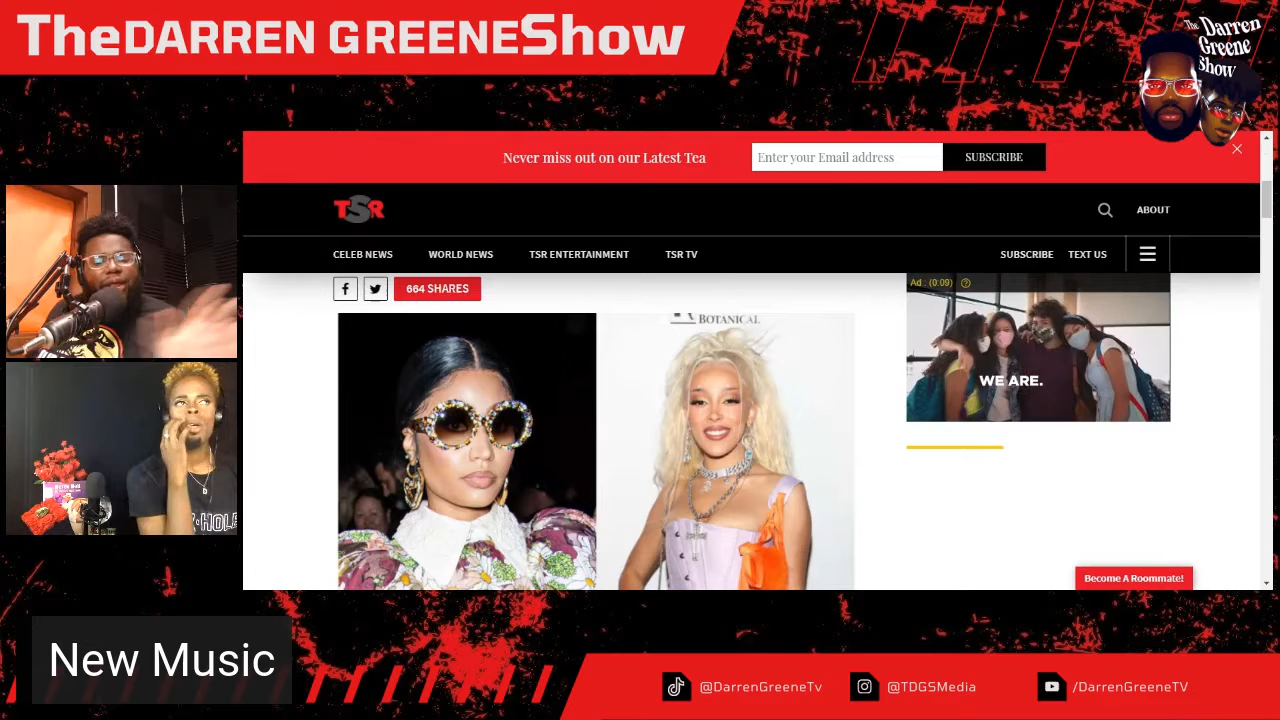 TheDARREN GREENEShow
The Darren
Greene
Show
Never miss out on our Latest Tea
Enter your Email address
SUBSCRIBE
TSR
ABOUT
CELEB NEWS
WORLD NEWS
TSR ENTERTAINMENT
TSR TV
SUBSCRIBE
TEXT US
664 SHARES
Ad : (0:09)
BOTANICAL
WE ARE.
Become A Roommate!
New Music
@DarrenGreeneTv
@TDGSMedia
/DarrenGreeneTV